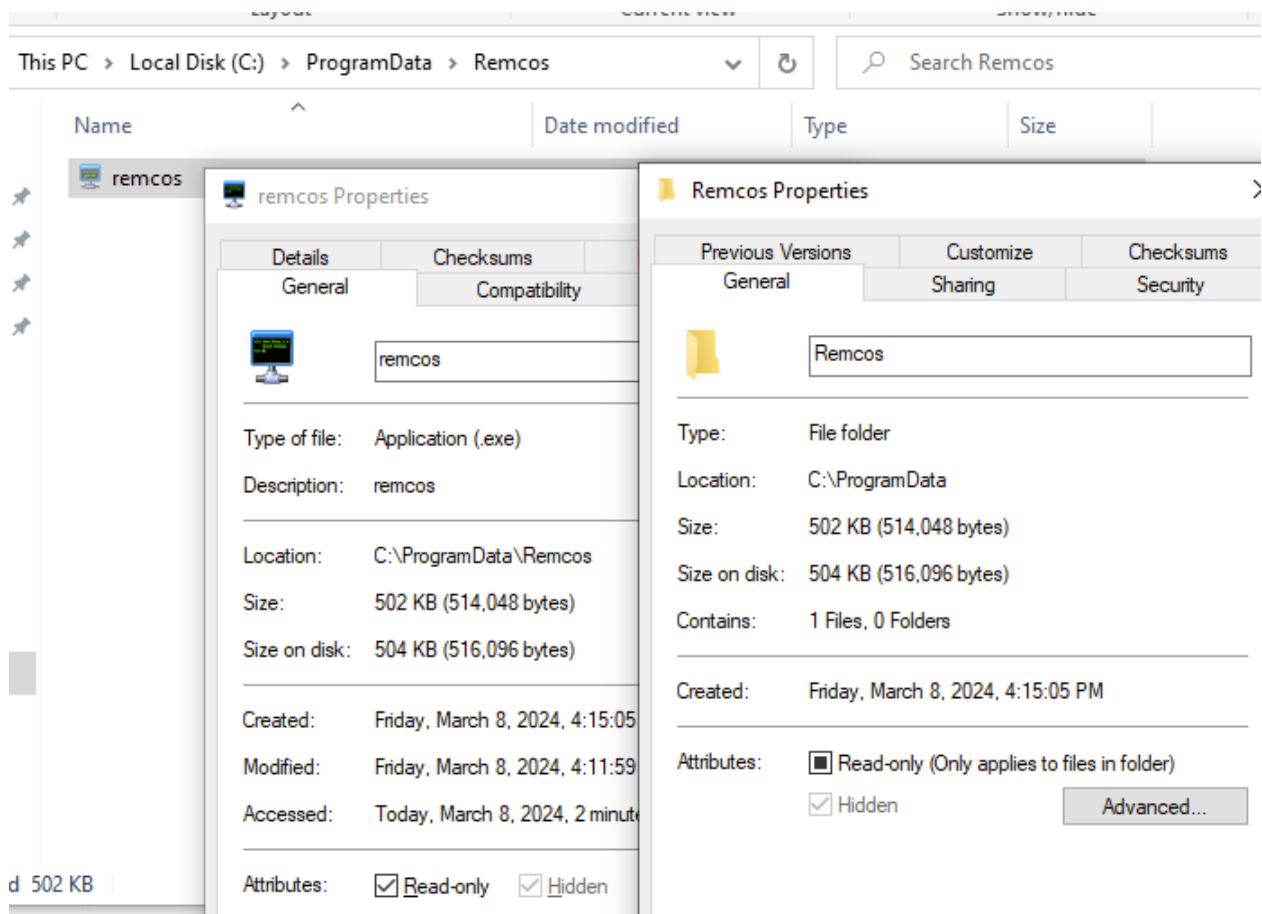 Layout Current view Show/hide
This PC > Local Disk (C:) > ProgramData > Remcos
Search Remcos
Name Date modified Type Size
remcos
remcos Properties
Details Checksums
General Compatibility
remcos
Type of file: Application (.exe)
Description: remcos
Location: C:\ProgramData\Remcos
Size: 502 KB (514,048 bytes)
Size on disk: 504 KB (516,096 bytes)
Created: Friday, March 8, 2024, 4:15:05
Modified: Friday, March 8, 2024, 4:11:59
Accessed: Today, March 8, 2024, 2 minute
Attributes: Read-only Hidden
Remcos Properties
Previous Versions Customize Checksums
General Sharing Security
Remcos
Type: File folder
Location: C:\ProgramData
Size: 502 KB (514,048 bytes)
Size on disk: 504 KB (516,096 bytes)
Contains: 1 Files, 0 Folders
Created: Friday, March 8, 2024, 4:15:05 PM
Attributes: Read-only (Only applies to files in folder)
Hidden
Advanced...
d 502 KB